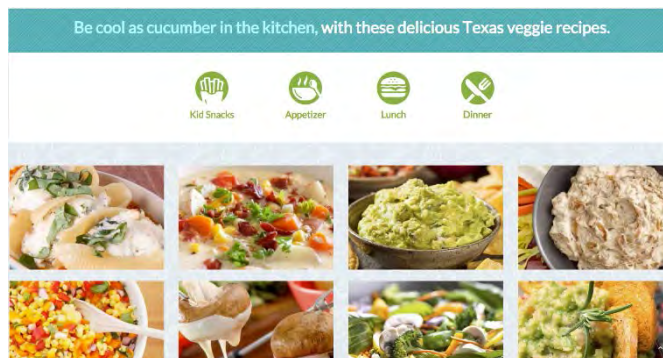 Be cool as cucumber in the kitchen, with these delicious Texas veggie recipes.
Kid Snacks
Appetizer
Lunch
Dinner